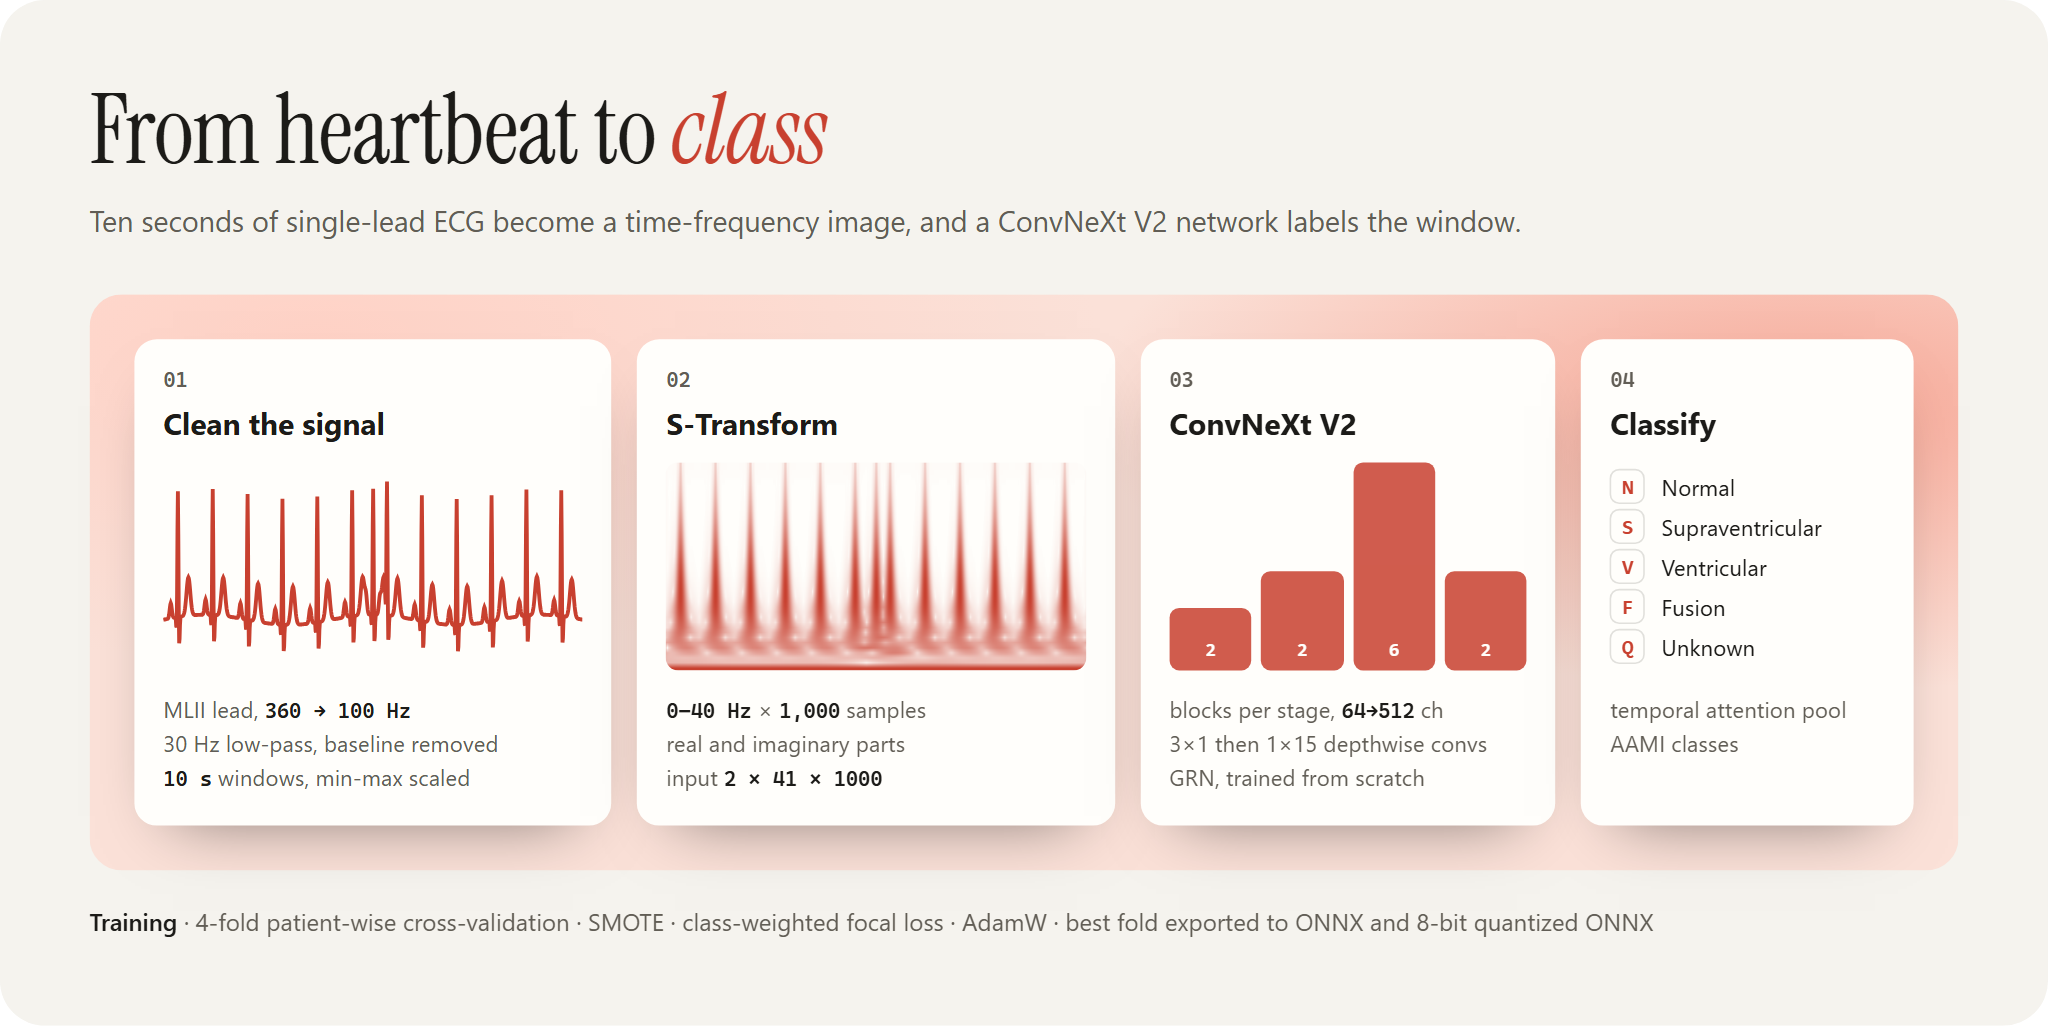 From heartbeat to class
Ten seconds of single-lead ECG become a time-frequency image, and a ConvNeXt V2 network labels the window.
01
Clean the signal
MLII lead, 360 → 100 Hz
30 Hz low-pass, baseline removed
10 s windows, min-max scaled
02
S-Transform
0–40 Hz × 1,000 samples
real and imaginary parts
input 2 × 41 × 1000
03
ConvNeXt V2
2 2 6 2
blocks per stage, 64→512 ch
3×1 then 1×15 depthwise convs
GRN, trained from scratch
04
Classify
N Normal
S Supraventricular
V Ventricular
F Fusion
Q Unknown
temporal attention pool
AAMI classes
Training · 4-fold patient-wise cross-validation · SMOTE · class-weighted focal loss · AdamW · best fold exported to ONNX and 8-bit quantized ONNX